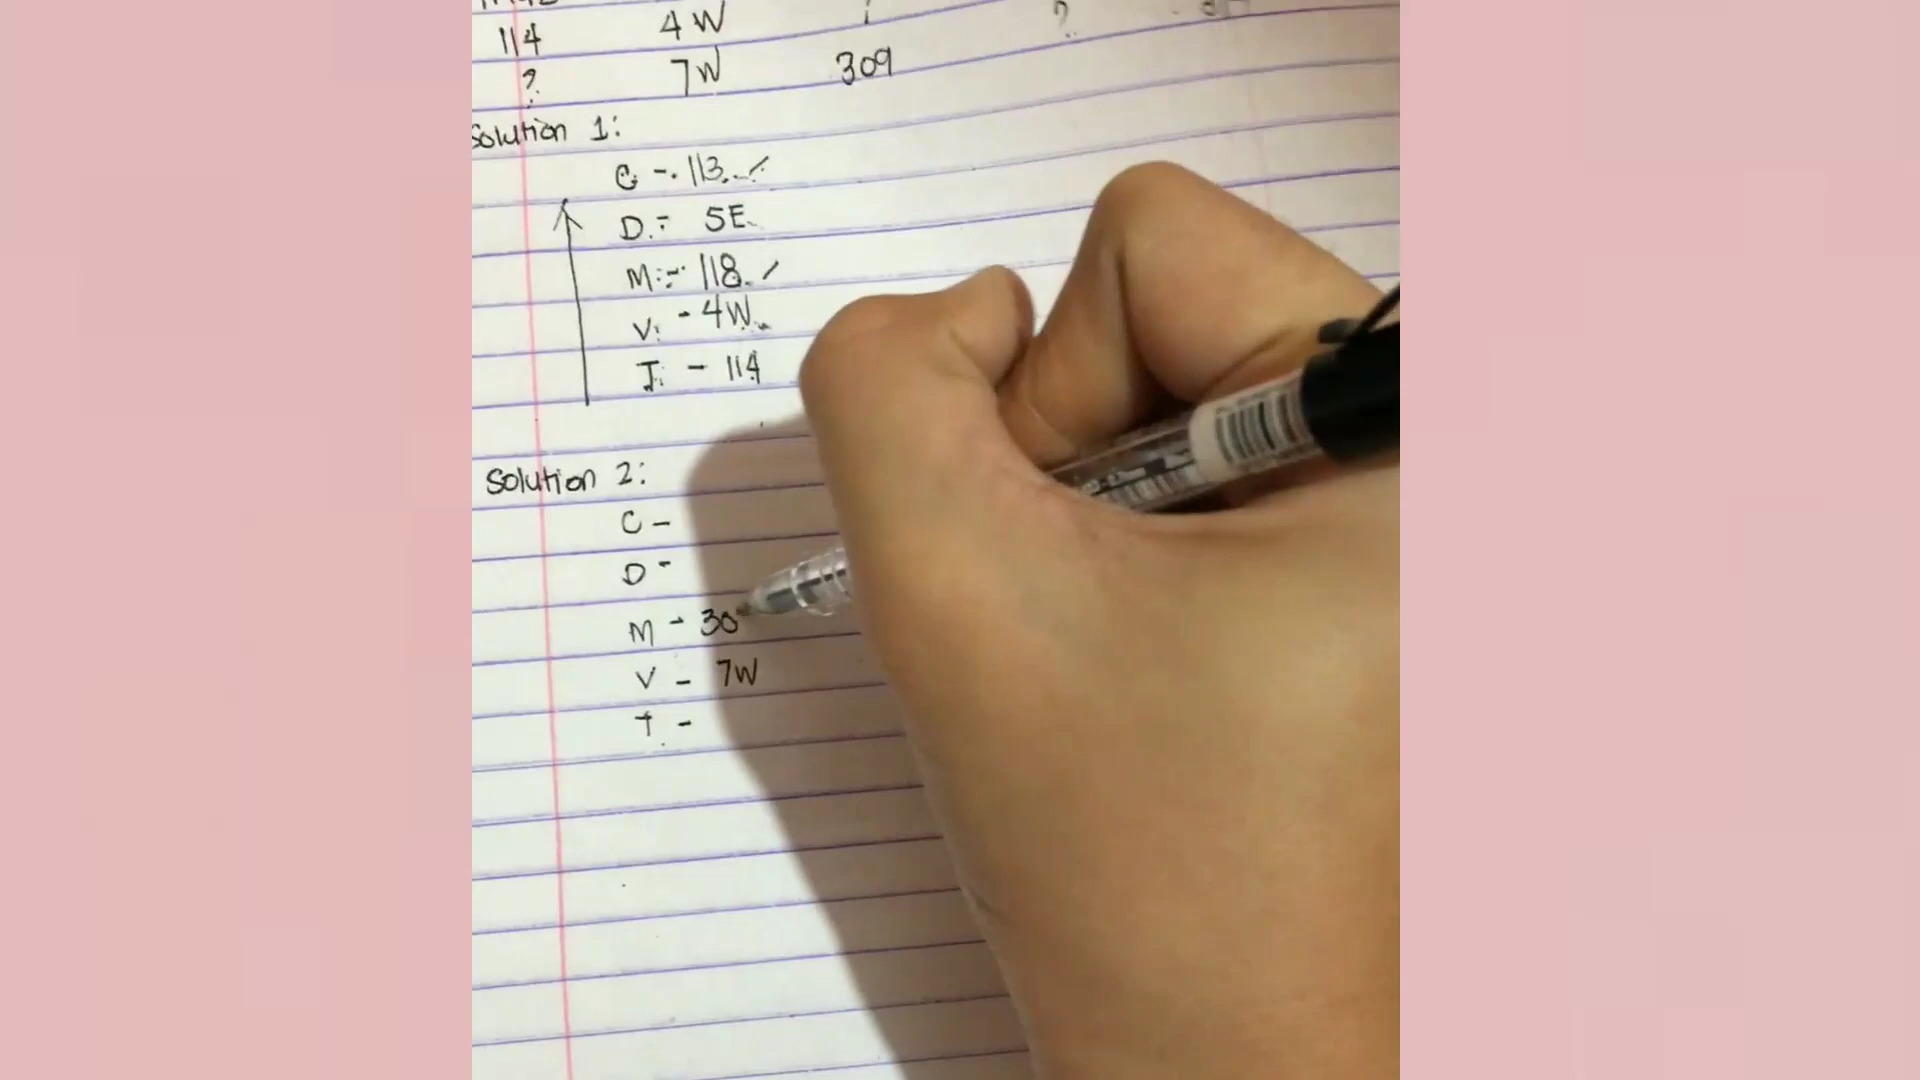 114 4W ?
? 7W 309
Solution 1:
C - 113
D = 5E
M = 118
V - 4W
T - 114
Solution 2:
C -
D -
M - 30
V - 7W
T -